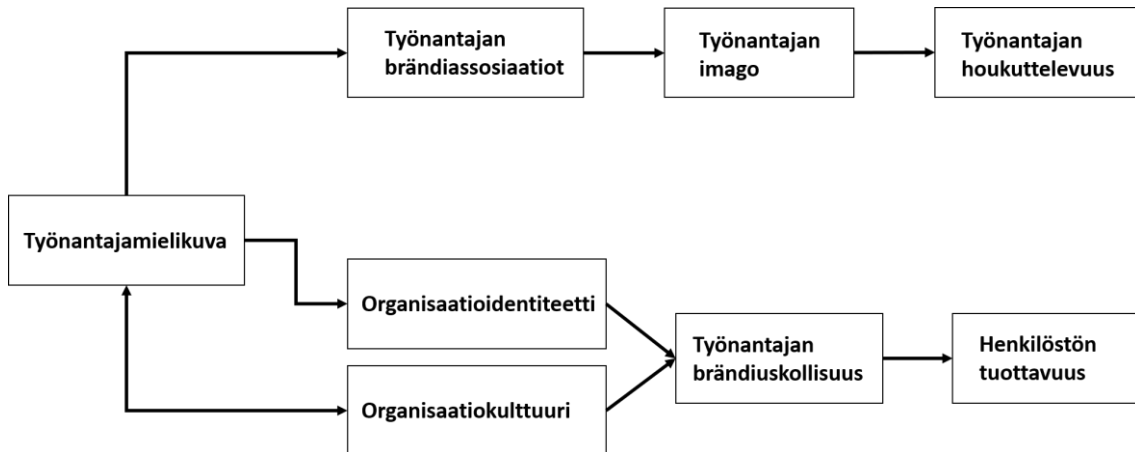 Työnantajan
brändiassosiaatiot
Työnantajan
imago
Työnantajan
houkuttelevuus
Työnantajamielikuva
Organisaatioidentiteetti
Organisaatiokulttuuri
Työnantajan
brändiuskollisuus
Henkilöstön
tuottavuus